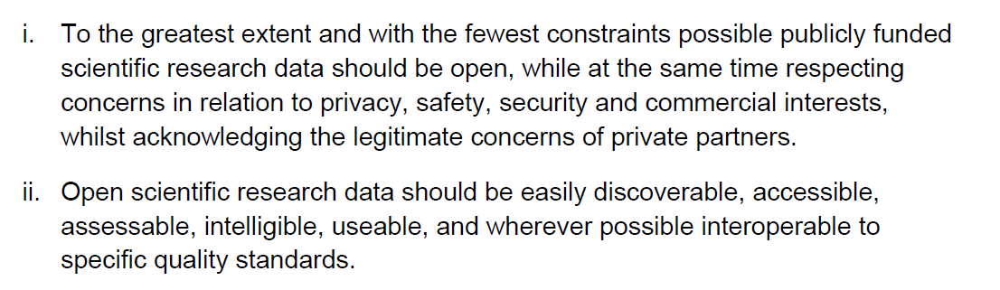 i. To the greatest extent and with the fewest constraints possible publicly funded
scientific research data should be open, while at the same time respecting
concerns in relation to privacy, safety, security and commercial interests,
whilst acknowledging the legitimate concerns of private partners.
ii. Open scientific research data should be easily discoverable, accessible,
assessable, intelligible, useable, and wherever possible interoperable to
specific quality standards.